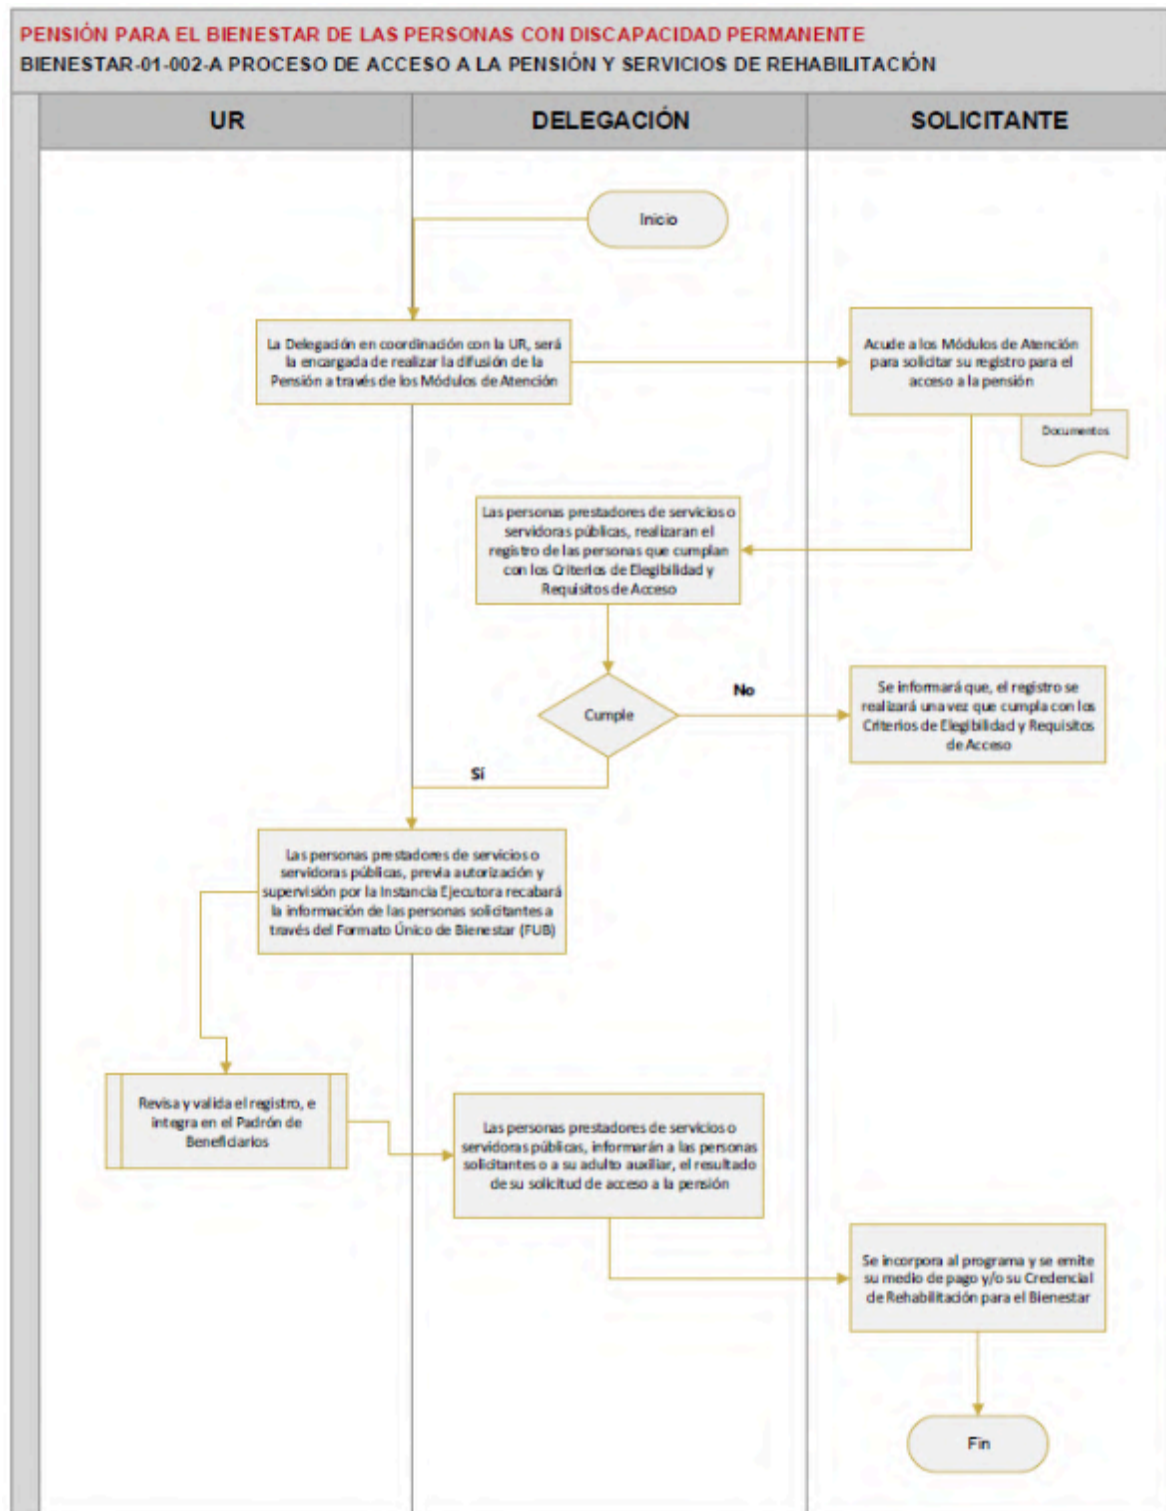 PENSIÓN PARA EL BIENESTAR DE LAS PERSONAS CON DISCAPACIDAD PERMANENTE
BIENESTAR-01-002-A PROCESO DE ACCESO A LA PENSIÓN Y SERVICIOS DE REHABILITACIÓN
UR
DELEGACIÓN
SOLICITANTE
Inicio
La Delegación en coordinación con la UR, será
la encargada de realizar la difusión de la
Pensión a través de los Módulos de Atención
Acude a los Módulos de Atención
para solicitar su registro para el
acceso a la pensión
Documentos
Las personas prestadores de servicios o
servidoras públicas, realizaran el
registro de las personas que cumplan
con los Criterios de Elegibilidad y
Requisitos de Acceso
Cumple
No
Se informará que, el registro se
realizará una vez que cumpla con los
Criterios de Elegibilidad y Requisitos
de Acceso
Sí
Las personas prestadores de servicios o
servidoras públicas, previa autorización y
supervisión por la Instancia Ejecutora recabará
la información de las personas solicitantes a
través del Formato Único de Bienestar (FUB)
Revisa y valida el registro, e
integra en el Padrón de
Beneficiarios
Las personas prestadores de servicios o
servidoras públicas, informarán a las personas
solicitantes o a su adulto auxiliar, el resultado
de su solicitud de acceso a la pensión
Se incorpora al programa y se emite
su medio de pago y/o su Credencial
de Rehabilitación para el Bienestar
Fin